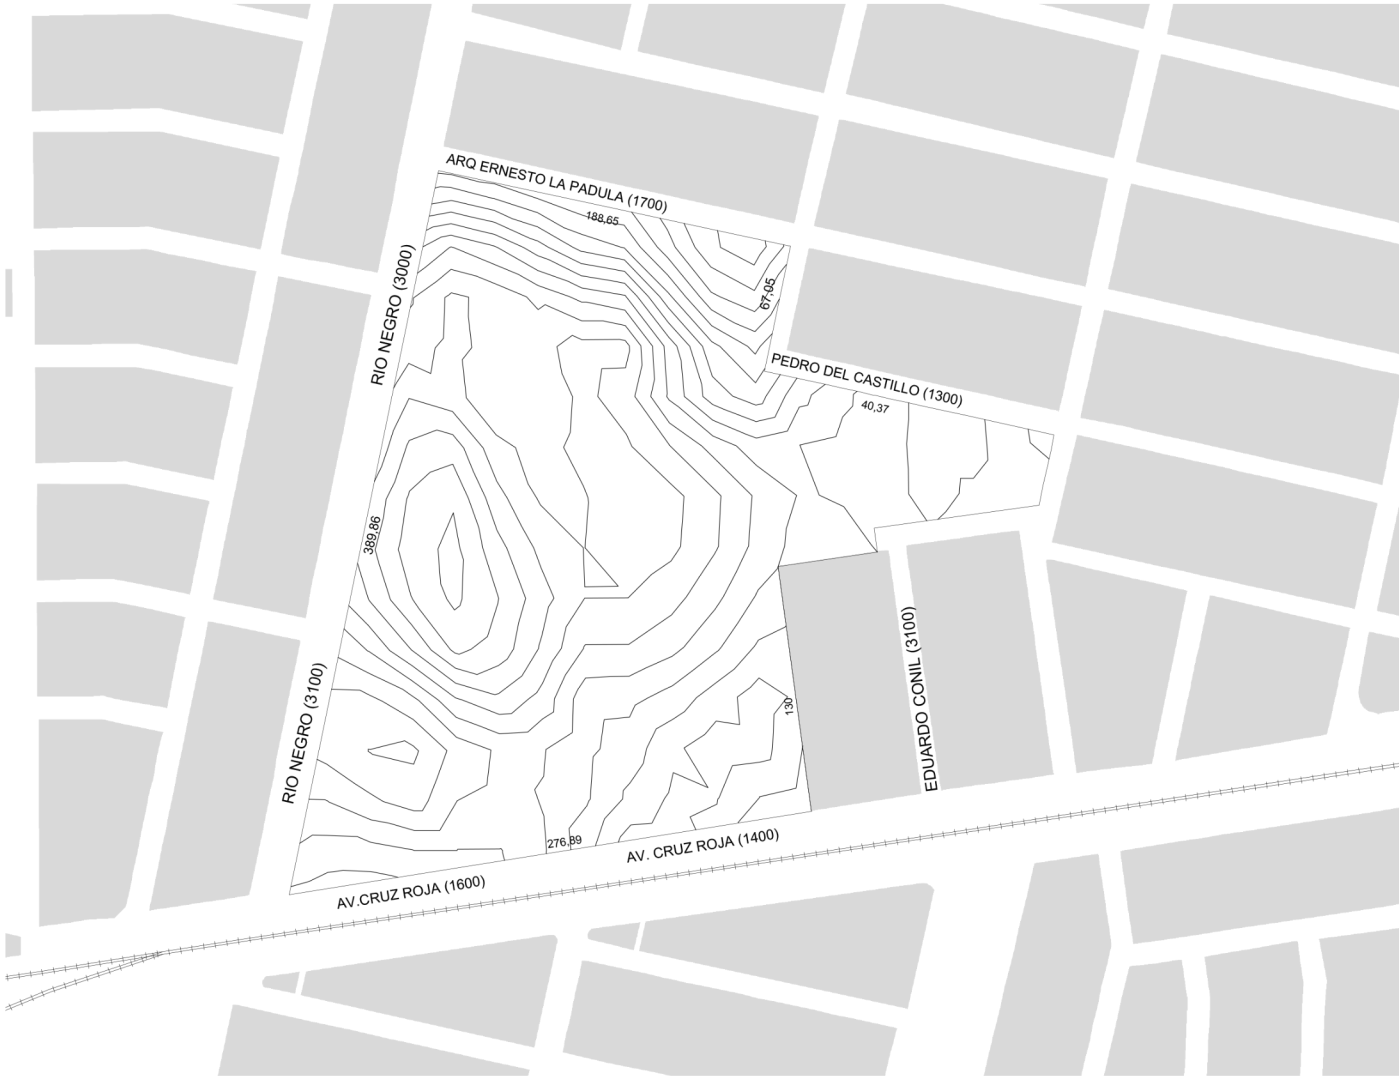 ARQ ERNESTO LA PADULA (1700)
188,65
RIO NEGRO (3000)
67,05
PEDRO DEL CASTILLO (1300)
40,37
389,86
EDUARDO CONIL (3100)
RIO NEGRO (3100)
130
276,89
AV. CRUZ ROJA (1400)
AV.CRUZ ROJA (1600)